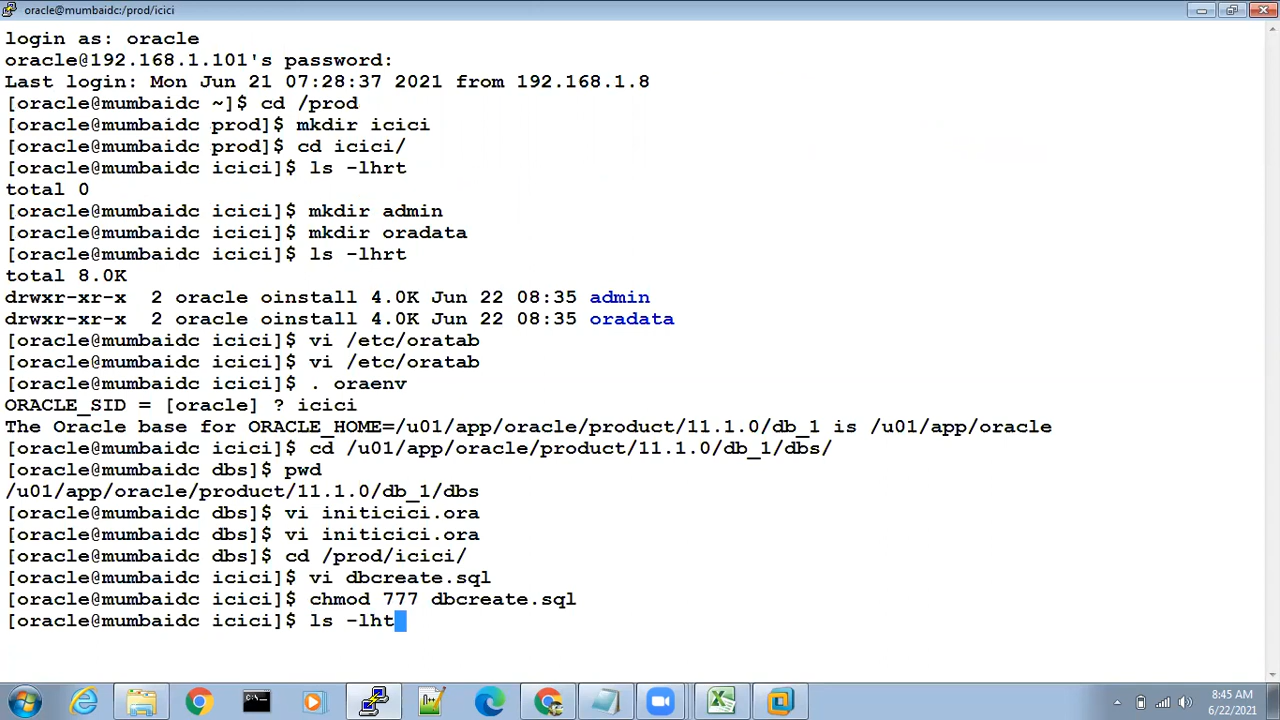 oracle@mumbaidc:/prod/icici
login as: oracle
oracle@192.168.1.101's password:
Last login: Mon Jun 21 07:28:37 2021 from 192.168.1.8
[oracle@mumbaidc ~]$ cd /prod
[oracle@mumbaidc prod]$ mkdir icici
[oracle@mumbaidc prod]$ cd icici/
[oracle@mumbaidc icici]$ ls -lhrt
total 0
[oracle@mumbaidc icici]$ mkdir admin
[oracle@mumbaidc icici]$ mkdir oradata
[oracle@mumbaidc icici]$ ls -lhrt
total 8.0K
drwxr-xr-x  2 oracle oinstall 4.0K Jun 22 08:35 admin
drwxr-xr-x  2 oracle oinstall 4.0K Jun 22 08:35 oradata
[oracle@mumbaidc icici]$ vi /etc/oratab
[oracle@mumbaidc icici]$ vi /etc/oratab
[oracle@mumbaidc icici]$ . oraenv
ORACLE_SID = [oracle] ? icici
The Oracle base for ORACLE_HOME=/u01/app/oracle/product/11.1.0/db_1 is /u01/app/oracle
[oracle@mumbaidc icici]$ cd /u01/app/oracle/product/11.1.0/db_1/dbs/
[oracle@mumbaidc dbs]$ pwd
/u01/app/oracle/product/11.1.0/db_1/dbs
[oracle@mumbaidc dbs]$ vi initicici.ora
[oracle@mumbaidc dbs]$ vi initicici.ora
[oracle@mumbaidc dbs]$ cd /prod/icici/
[oracle@mumbaidc icici]$ vi dbcreate.sql
[oracle@mumbaidc icici]$ chmod 777 dbcreate.sql
[oracle@mumbaidc icici]$ ls -lht
8:45 AM
6/22/2021